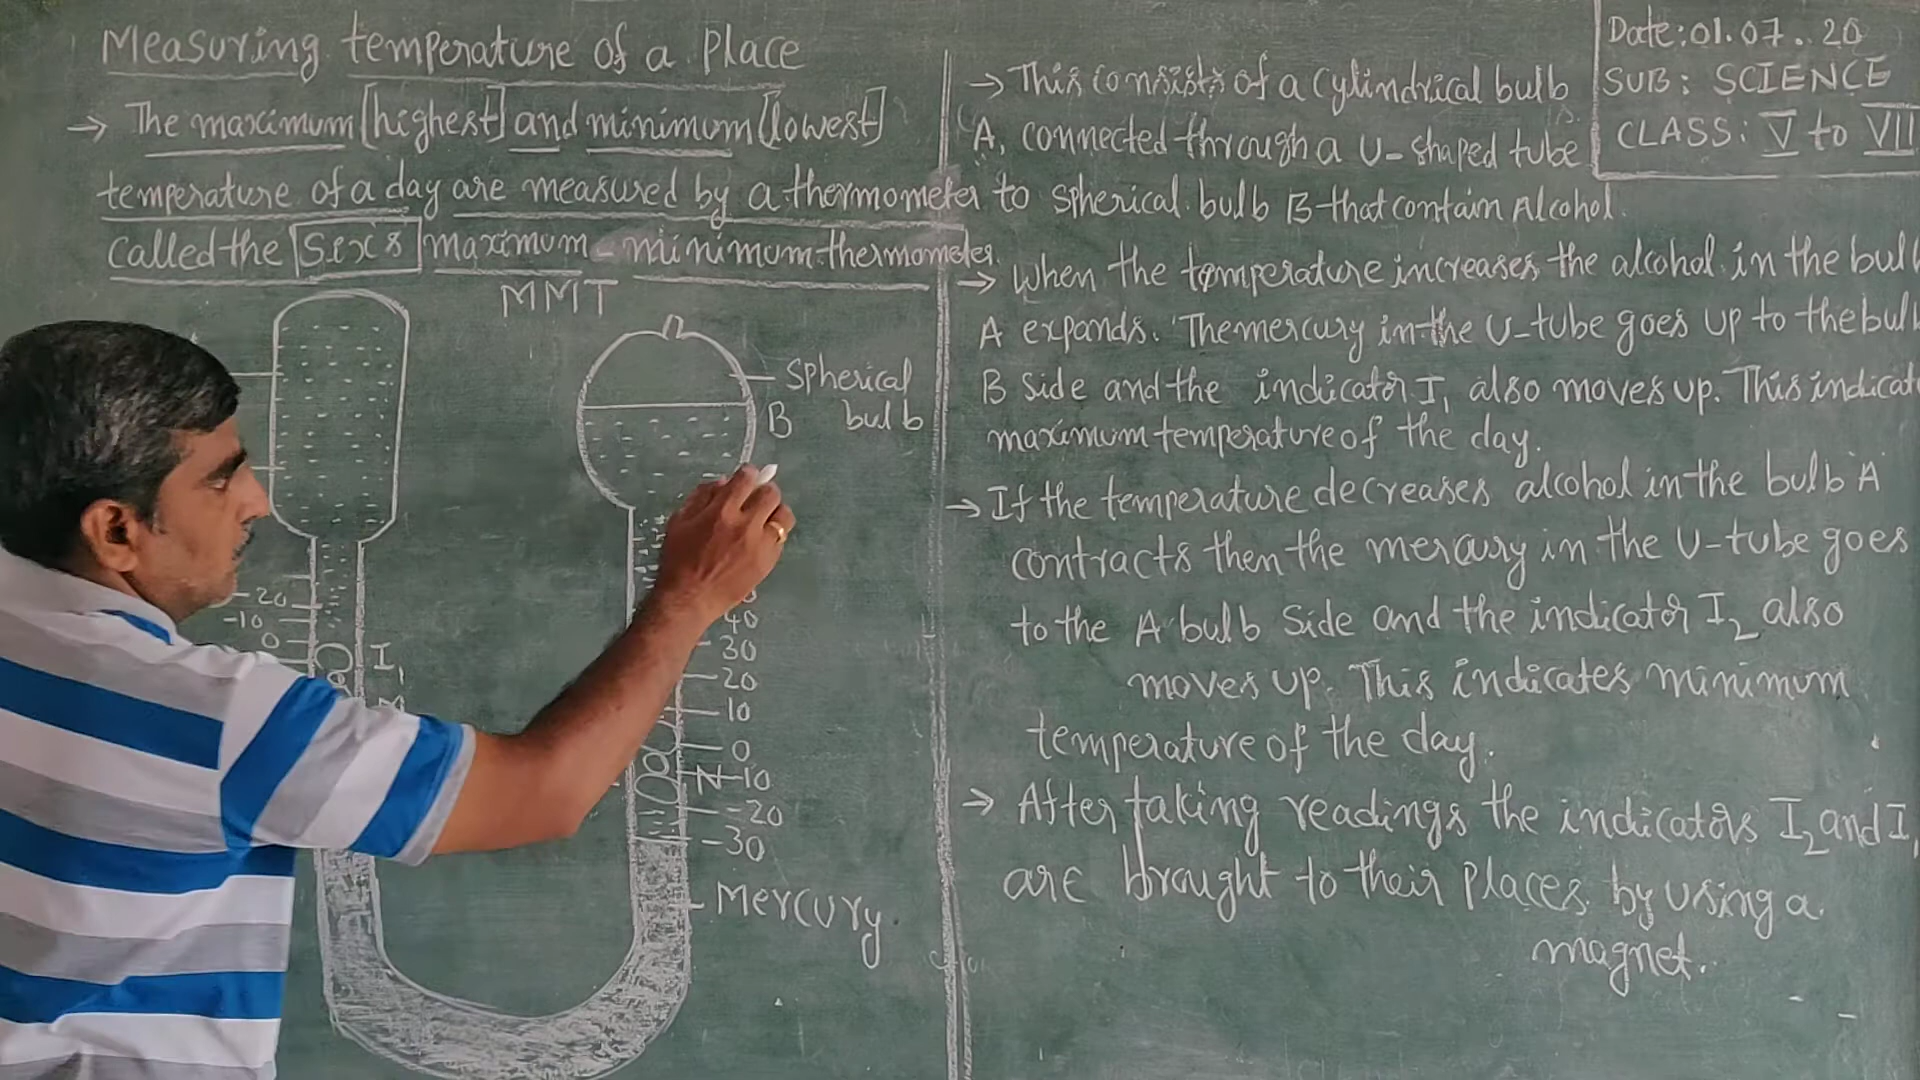 Measuring temperature of a Place
→ The maximum [highest] and minimum [lowest]
temperature of a day are measured by a thermometer
called the Six's maximum-minimum thermometer.
MMT
Spherical
bulb
B
-20
-10
0
I1
40
30
20
10
0
N -10
-20
-30
Mercury
→ This consists of a cylindrical bulb
A, connected through a U-shaped tube
to spherical bulb B that contain Alcohol.
→ When the temperature increases, the alcohol in the bulb
A expands. The mercury in the U-tube goes up to the bulb
B side and the indicator I1 also moves up. This
maximum temperature of the day.
→ If the temperature decreases alcohol in the bulb A
contracts then the mercury in the U-tube goes
to the A bulb side and the indicator I2 also
moves up. This indicates minimum
temperature of the day.
→ After taking readings the indicators I2 and I1
are brought to their places by using a
magnet.
Date: 01.07.20
SUB: SCIENCE
CLASS: V to VII